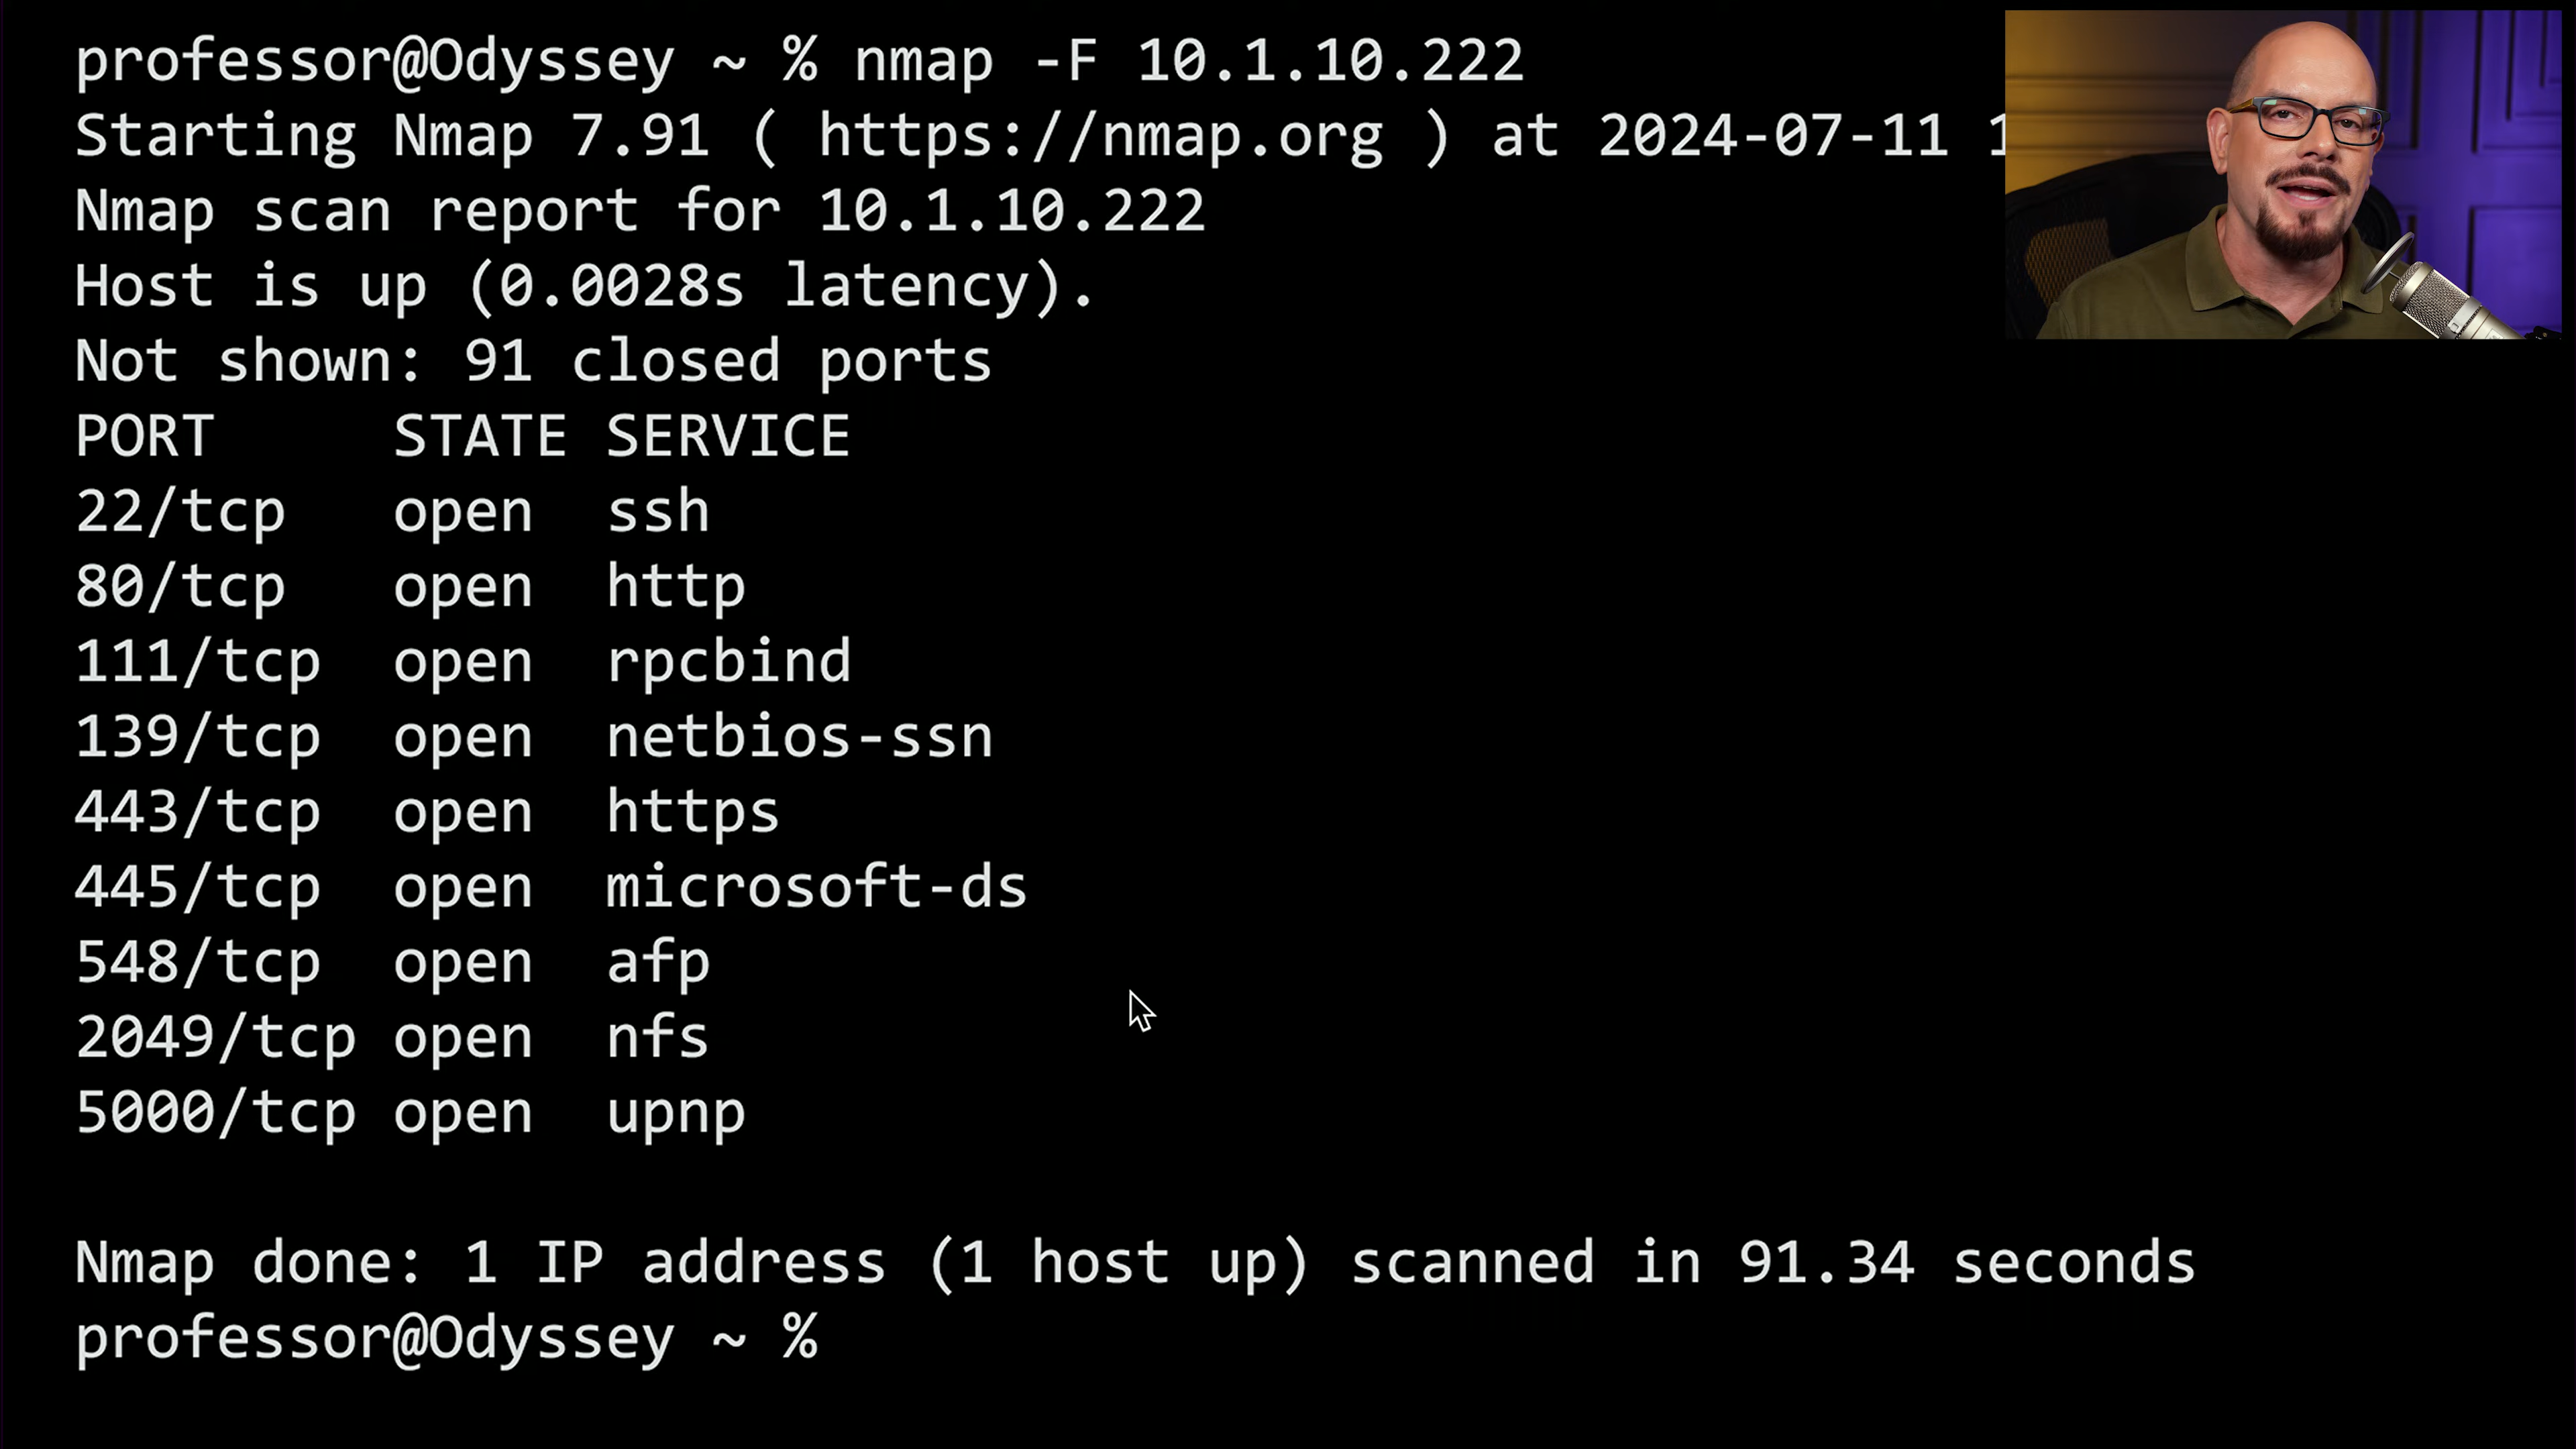 professor@Odyssey ~ % nmap -F 10.1.10.222
Starting Nmap 7.91 ( https://nmap.org ) at 2024-07-11 1
Nmap scan report for 10.1.10.222
Host is up (0.0028s latency).
Not shown: 91 closed ports
PORT     STATE SERVICE
22/tcp   open  ssh
80/tcp   open  http
111/tcp  open  rpcbind
139/tcp  open  netbios-ssn
443/tcp  open  https
445/tcp  open  microsoft-ds
548/tcp  open  afp
2049/tcp open  nfs
5000/tcp open  upnp
Nmap done: 1 IP address (1 host up) scanned in 91.34 seconds
professor@Odyssey ~ %